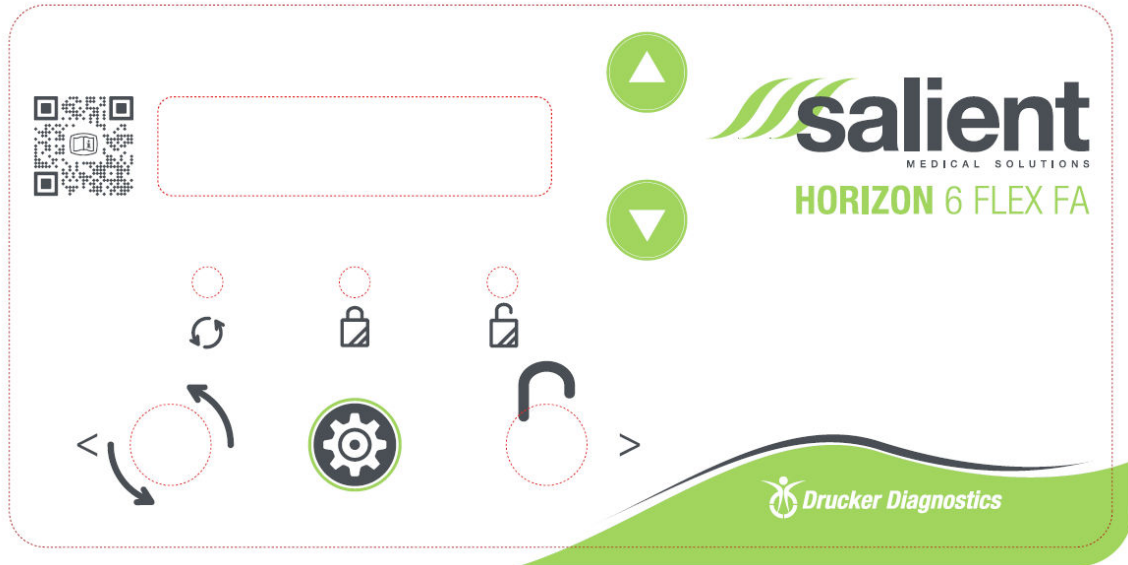 salient
MEDICAL SOLUTIONS
HORIZON 6 FLEX FA
< >
Drucker Diagnostics